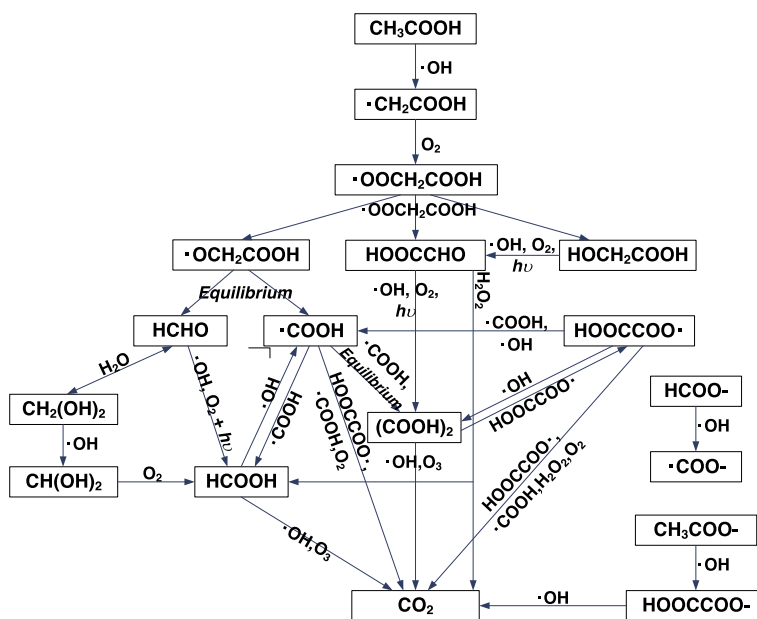 CH₃COOH
·OH
·CH₂COOH
O₂
·OOCH₂COOH
·OOCH₂COOH
·OCH₂COOH
HOOCCHO
·OH, O₂,
hυ
HOCH₂COOH
Equilibrium
·OH, O₂,
hυ
H₂O₂
HCHO
·COOH
·COOH,
·OH
HOOCCOO·
H₂O
·OH, O₂ + hυ
·OH
·COOH
HOOCCOO·,
·COOH,O₂
Equilibrium
·COOH,
·OH
HOOCCOO·
HCOO-
CH₂(OH)₂
(COOH)₂
·OH
·OH
·OH,O₃
HOOCCOO·,
·COOH,H₂O₂,O₂
·COO-
CH(OH)₂
O₂
HCOOH
·OH,O₃
CH₃COO-
·OH
CO₂
·OH
HOOCCOO-